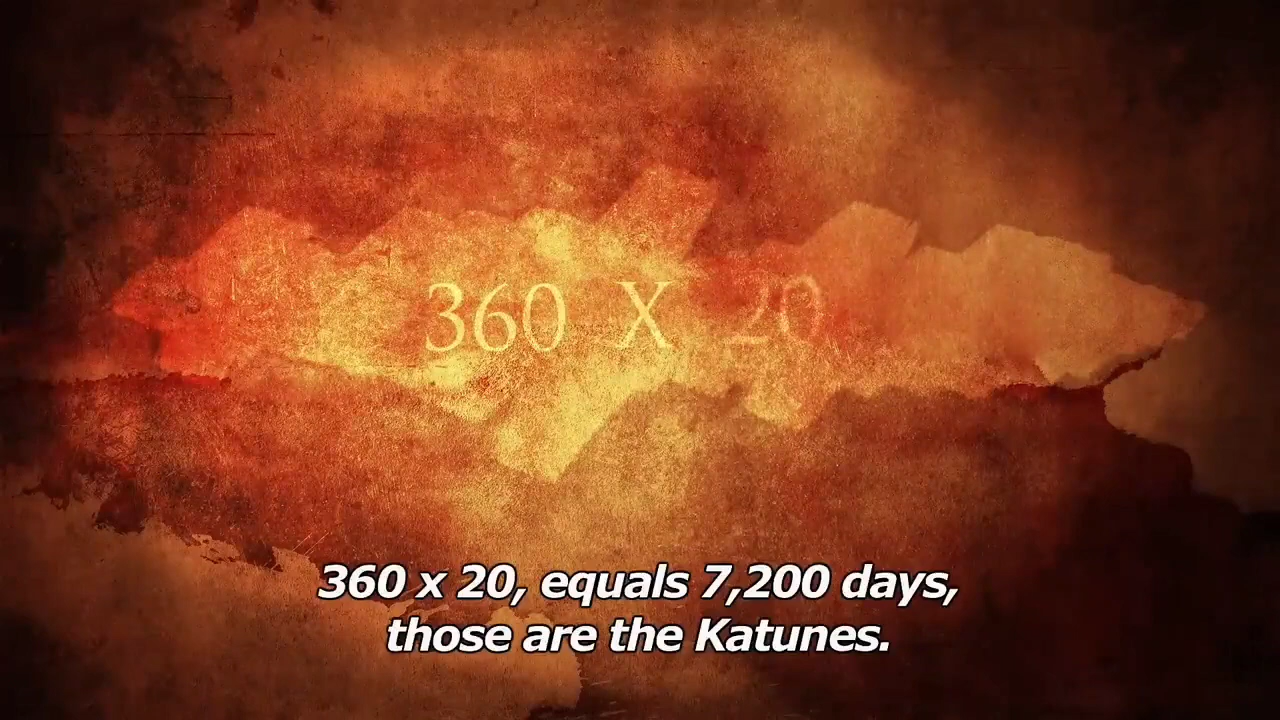 360 X 20
360 x 20, equals 7,200 days,
those are the Katunes.